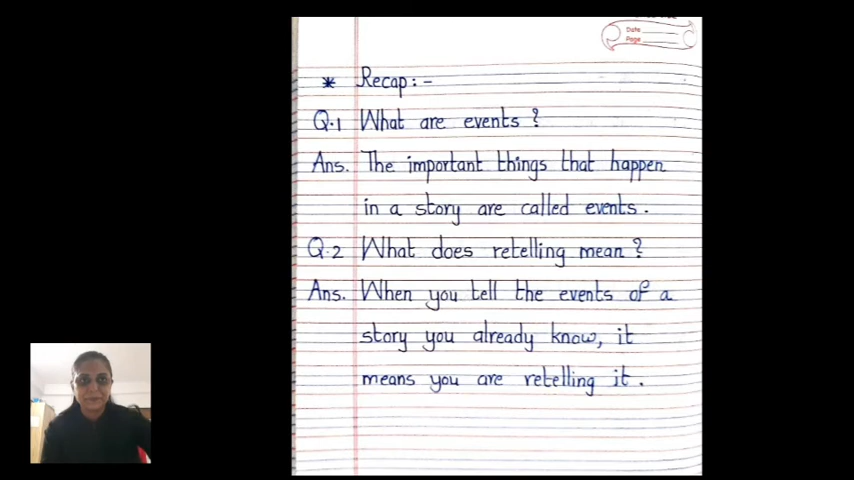 Date
Page
* Recap:-
Q.1 What are events ?
Ans. The important things that happen
in a story are called events.
Q.2 What does retelling mean ?
Ans. When you tell the events of a
story you already know, it
means you are retelling it.